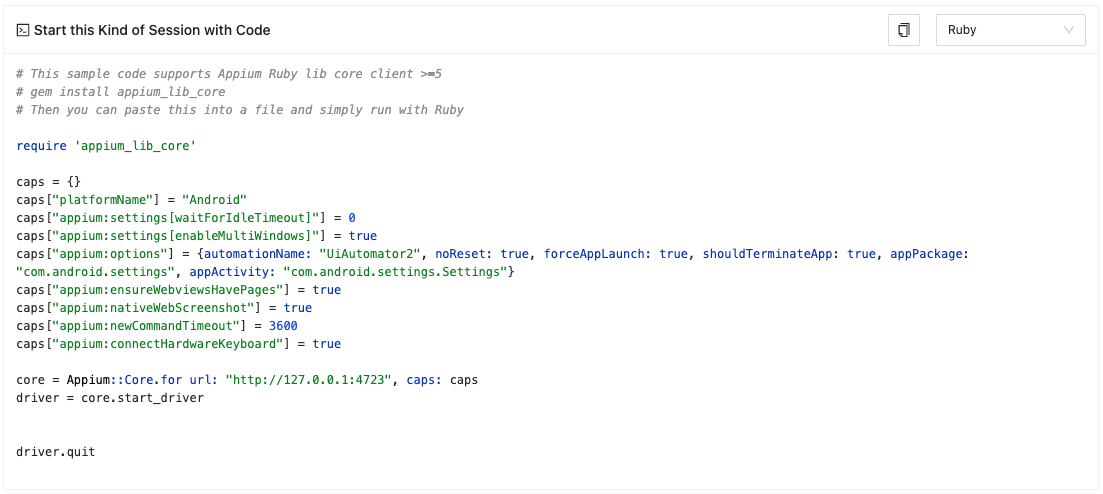 Start this Kind of Session with Code
Ruby
# This sample code supports Appium Ruby lib core client >=5
# gem install appium_lib_core
# Then you can paste this into a file and simply run with Ruby
require 'appium_lib_core'
caps = {}
caps["platformName"] = "Android"
caps["appium:settings[waitForIdleTimeout]"] = 0
caps["appium:settings[enableMultiWindows]"] = true
caps["appium:options"] = {automationName: "UiAutomator2", noReset: true, forceAppLaunch: true, shouldTerminateApp: true, appPackage:
"com.android.settings", appActivity: "com.android.settings.Settings"}
caps["appium:ensureWebviewsHavePages"] = true
caps["appium:nativeWebScreenshot"] = true
caps["appium:newCommandTimeout"] = 3600
caps["appium:connectHardwareKeyboard"] = true
core = Appium::Core.for url: "http://127.0.0.1:4723", caps: caps
driver = core.start_driver
driver.quit